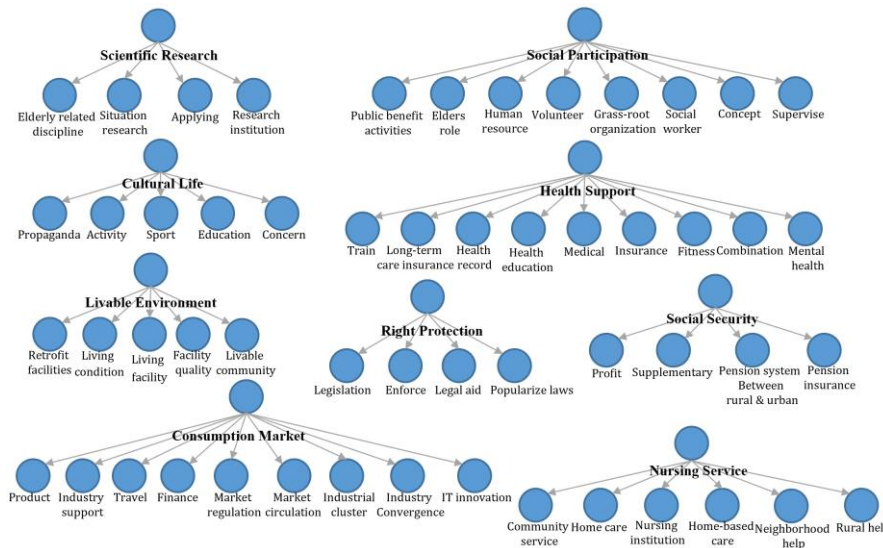 Scientific Research
Elderly related
discipline
Situation
research
Applying
Research
institution
Social Participation
Public benefit
activities
Elders
role
Human
resource
Volunteer
Grass-root
organization
Social
worker
Concept
Supervise
Cultural Life
Propaganda
Activity
Sport
Education
Concern
Health Support
Train
Long-term
care insurance
Health
record
Health
education
Medical
Insurance
Fitness
Combination
Mental
health
Livable Environment
Retrofit
facilities
Living
condition
Living
facility
Facility
quality
Livable
community
Right Protection
Legislation
Enforce
Legal aid
Popularize laws
Social Security
Profit
Supplementary
Pension system
Between
rural & urban
Pension
insurance
Consumption Market
Product
Industry
support
Travel
Finance
Market
regulation
Market
circulation
Industrial
cluster
Industry
Convergence
IT innovation
Nursing Service
Community
service
Home care
Nursing
institution
Home-based
care
Neighborhood
help
Rural